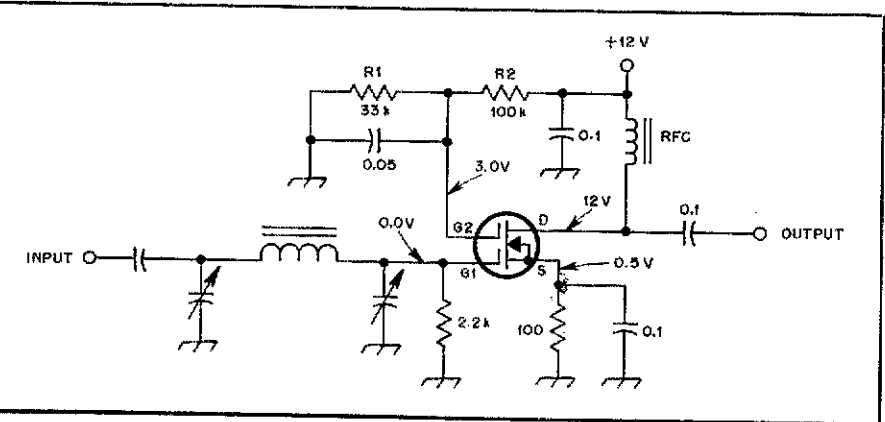 +12 V
R1
R2
33 k
100 k
0.1
RFC
0.05
3.0V
12 V
0.1
G2
D
0.0V
OUTPUT
INPUT
G1
S
0.5 V
2.2 k
100
0.1